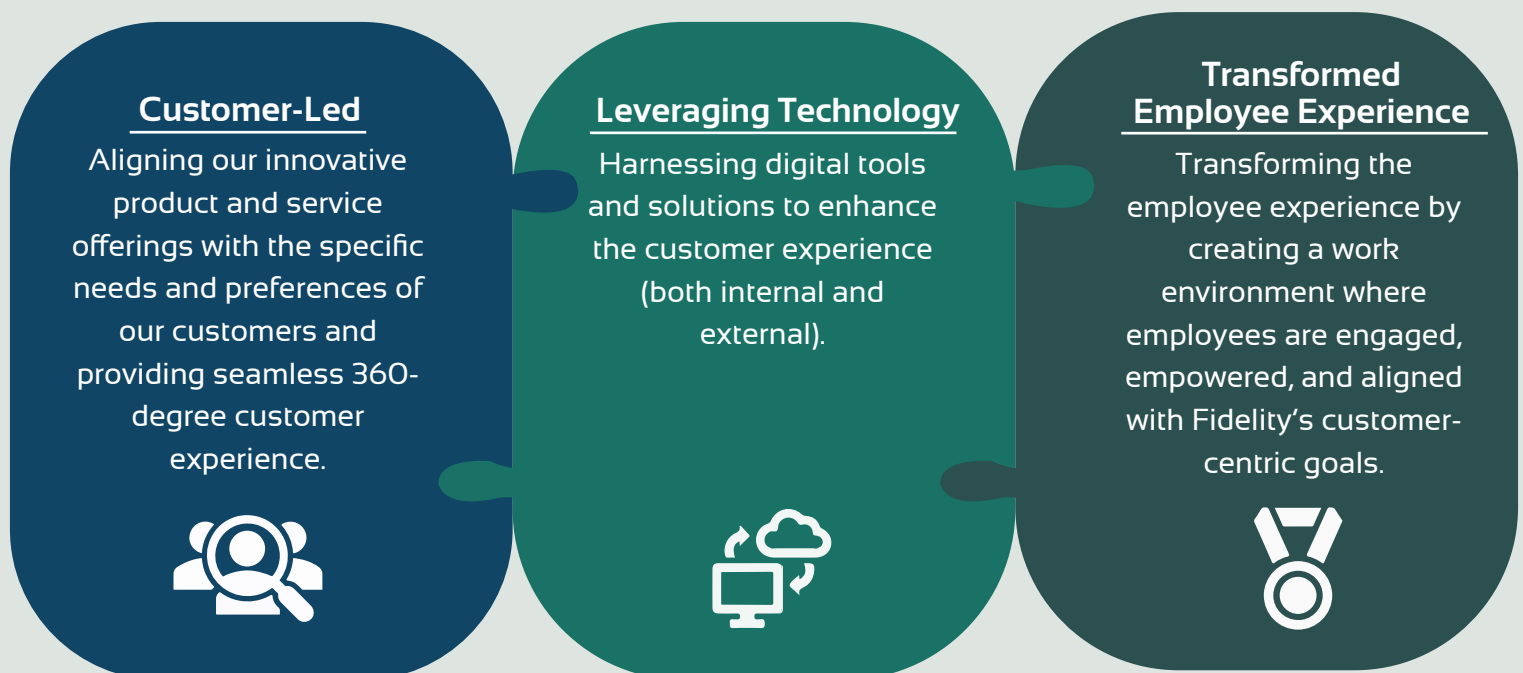 Customer-Led
Aligning our innovative
product and service
offerings with the specific
needs and preferences of
our customers and
providing seamless 360-
degree customer
experience.
Leveraging Technology
Harnessing digital tools
and solutions to enhance
the customer experience
(both internal and
external).
Transformed
Employee Experience
Transforming the
employee experience by
creating a work
environment where
employees are engaged,
empowered, and aligned
with Fidelity‘s customer-
centric goals.